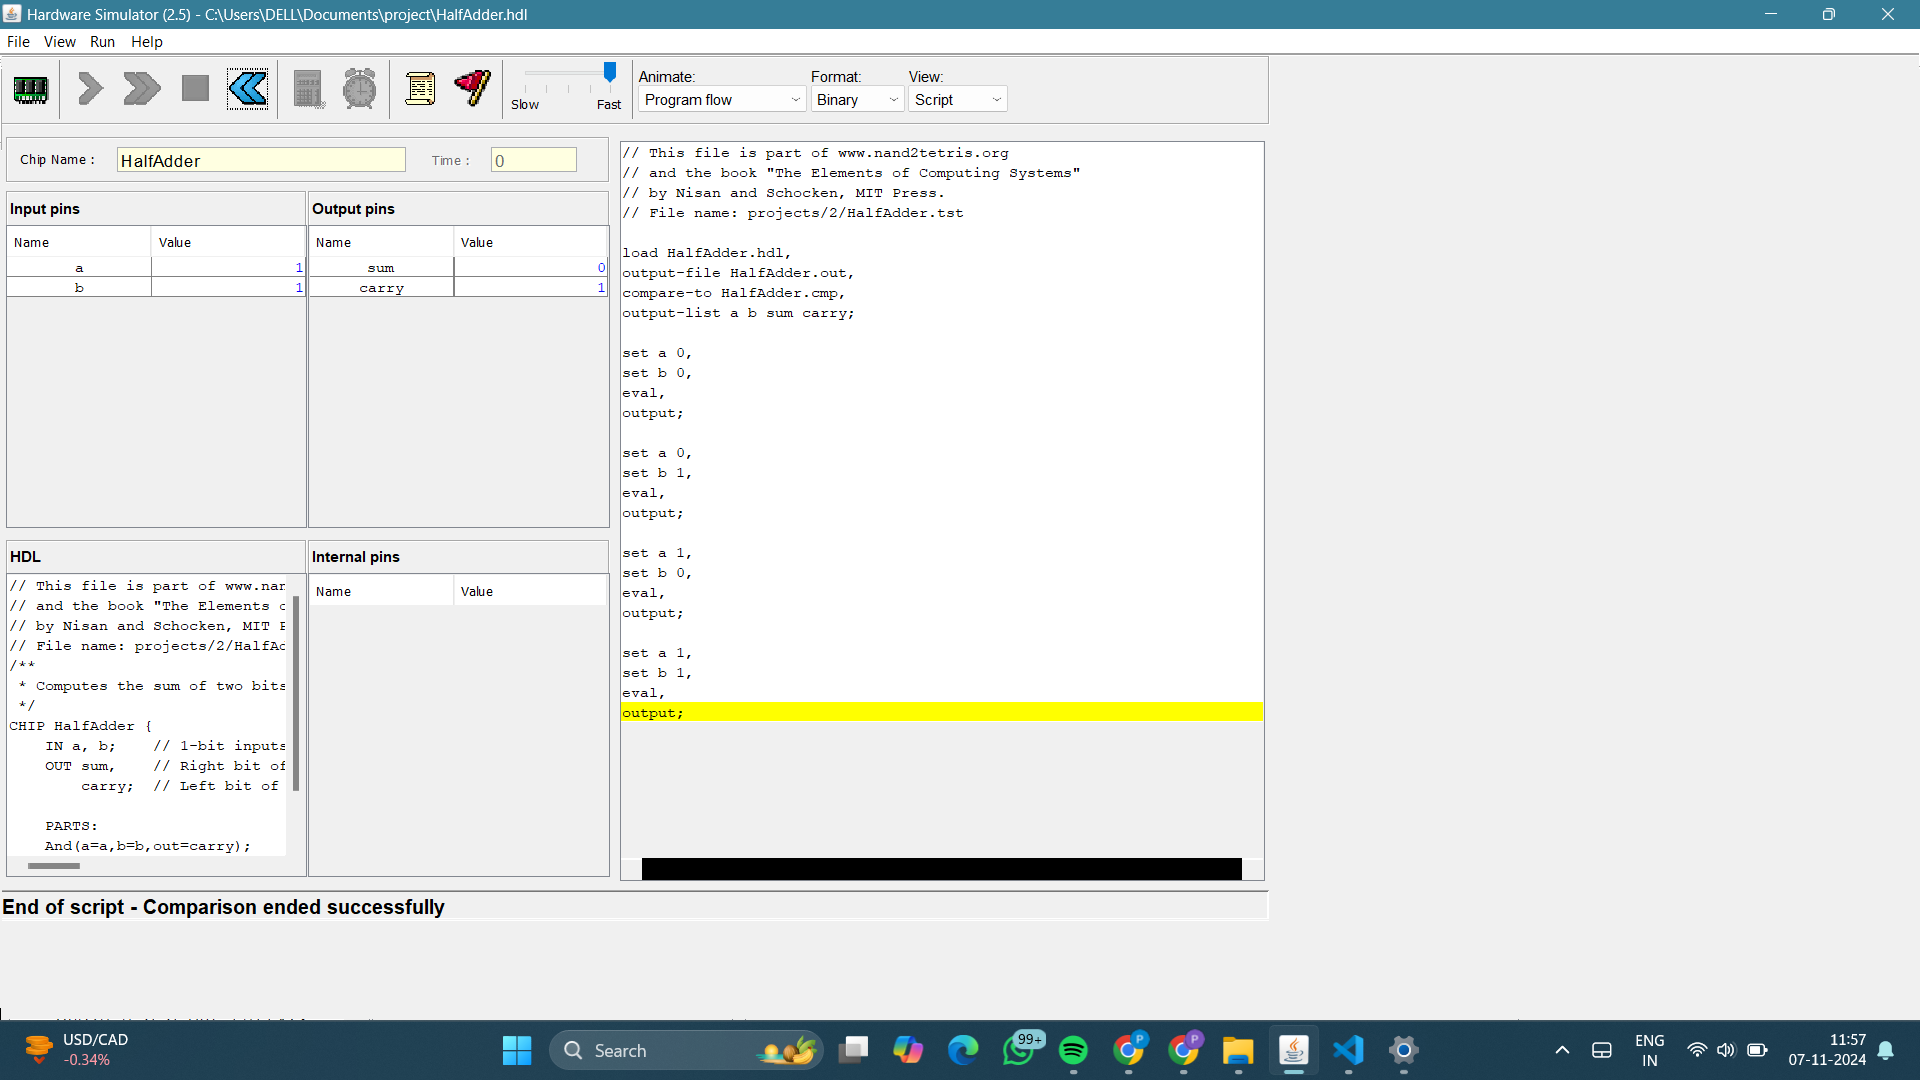 Hardware Simulator (2.5) - C:\Users\DELL\Documents\project\HalfAdder.hdl
File View Run Help
Slow Fast
Animate: Format: View:
Program flow Binary Script
Chip Name : HalfAdder Time : 0
Input pins
Name Value
a 1
b 1
Output pins
Name Value
sum 0
carry 1
HDL
// This file is part of www.nan
// and the book "The Elements
// by Nisan and Schocken, MIT
// File name: projects/2/HalfAd
/**
* Computes the sum of two bits
*/
CHIP HalfAdder {
IN a, b; // 1-bit inputs
OUT sum, // Right bit of
carry; // Left bit of
PARTS:
And(a=a,b=b,out=carry);
Internal pins
Name Value
// This file is part of www.nand2tetris.org
// and the book "The Elements of Computing Systems"
// by Nisan and Schocken, MIT Press.
// File name: projects/2/HalfAdder.tst
load HalfAdder.hdl,
output-file HalfAdder.out,
compare-to HalfAdder.cmp,
output-list a b sum carry;
set a 0,
set b 0,
eval,
output;
set a 0,
set b 1,
eval,
output;
set a 1,
set b 0,
eval,
output;
set a 1,
set b 1,
eval,
output;
End of script - Comparison ended successfully
USD/CAD
-0.34%
Search
99+
P
P
ENG
IN
11:57
07-11-2024